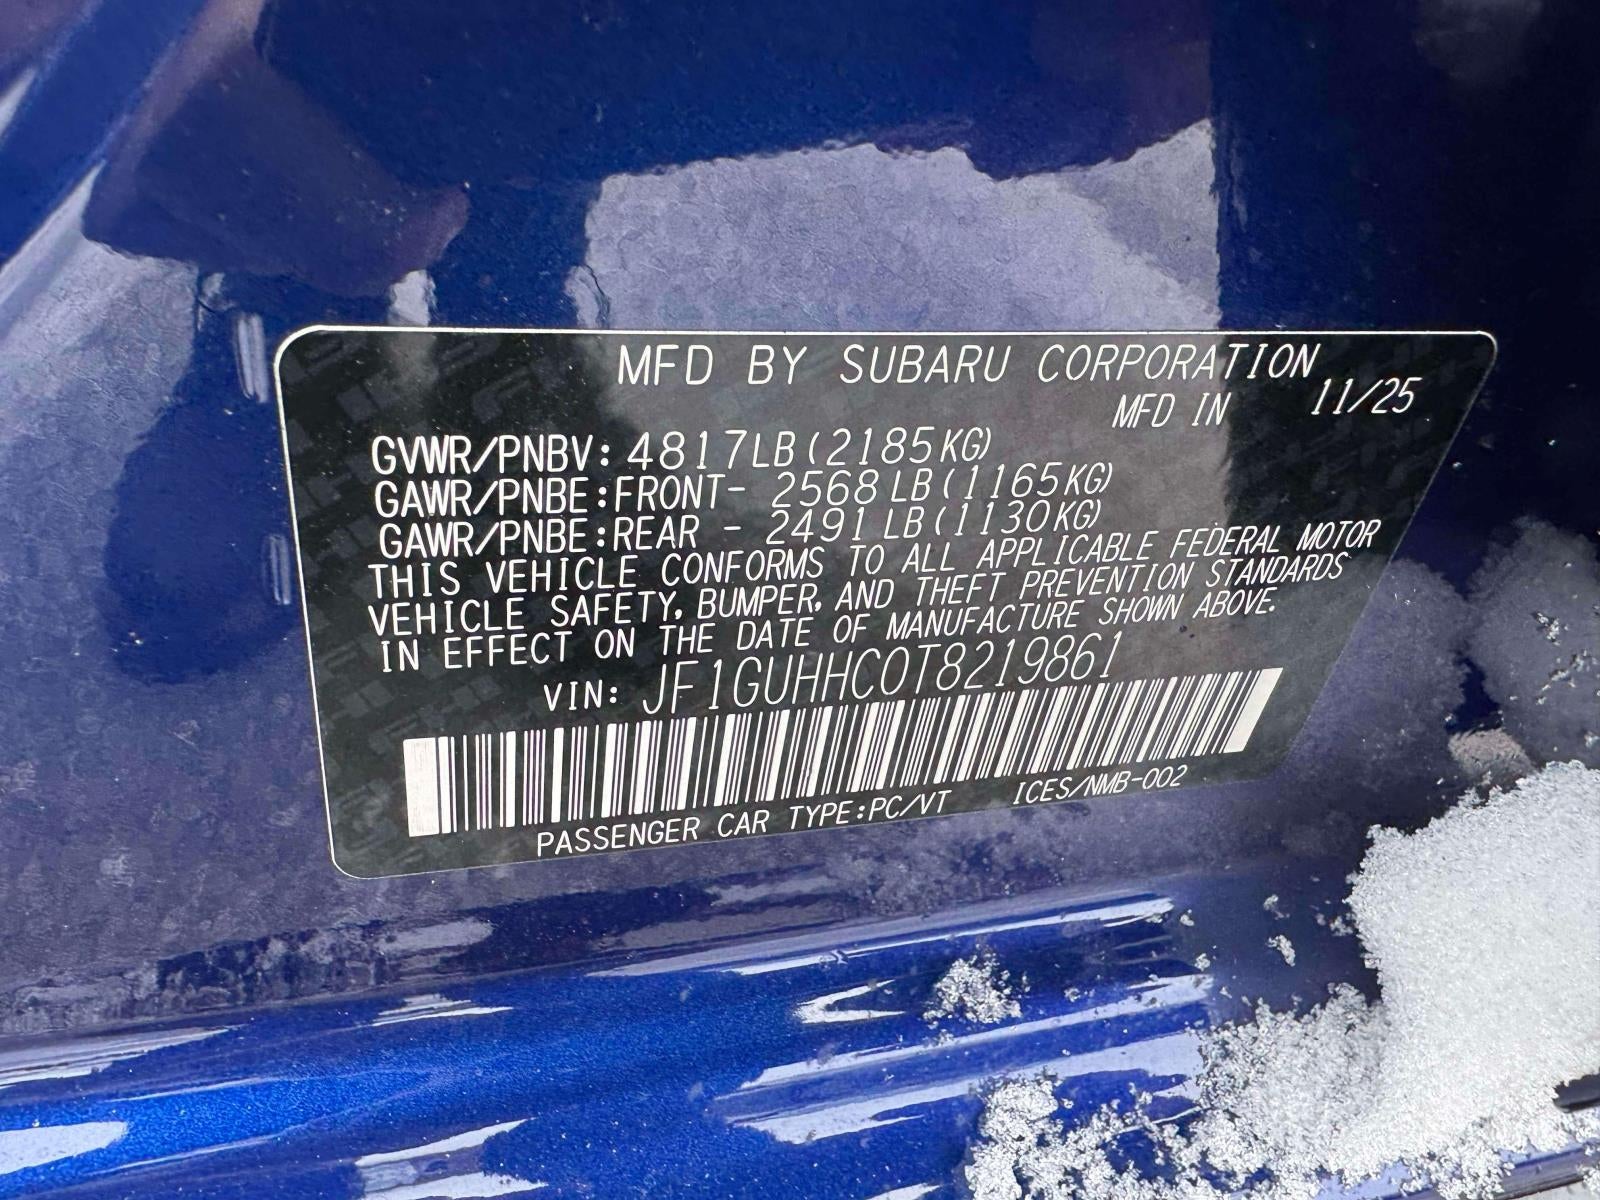 MFD BY SUBARU CORPORATION
MFD IN 11/25
GVWR/PNBV: 4817LB (2185KG)
GAWR/PNBE:FRONT- 2568LB (1165KG)
GAWR/PNBE:REAR - 2491LB (1130KG)
THIS VEHICLE CONFORMS TO ALL APPLICABLE FEDERAL MOTOR
VEHICLE SAFETY, BUMPER, AND THEFT PREVENTION STANDARDS
IN EFFECT ON THE DATE OF MANUFACTURE SHOWN ABOVE.
VIN: JF1GUHHC0T8219861
PASSENGER CAR TYPE:PC/VT ICES/NMB-002